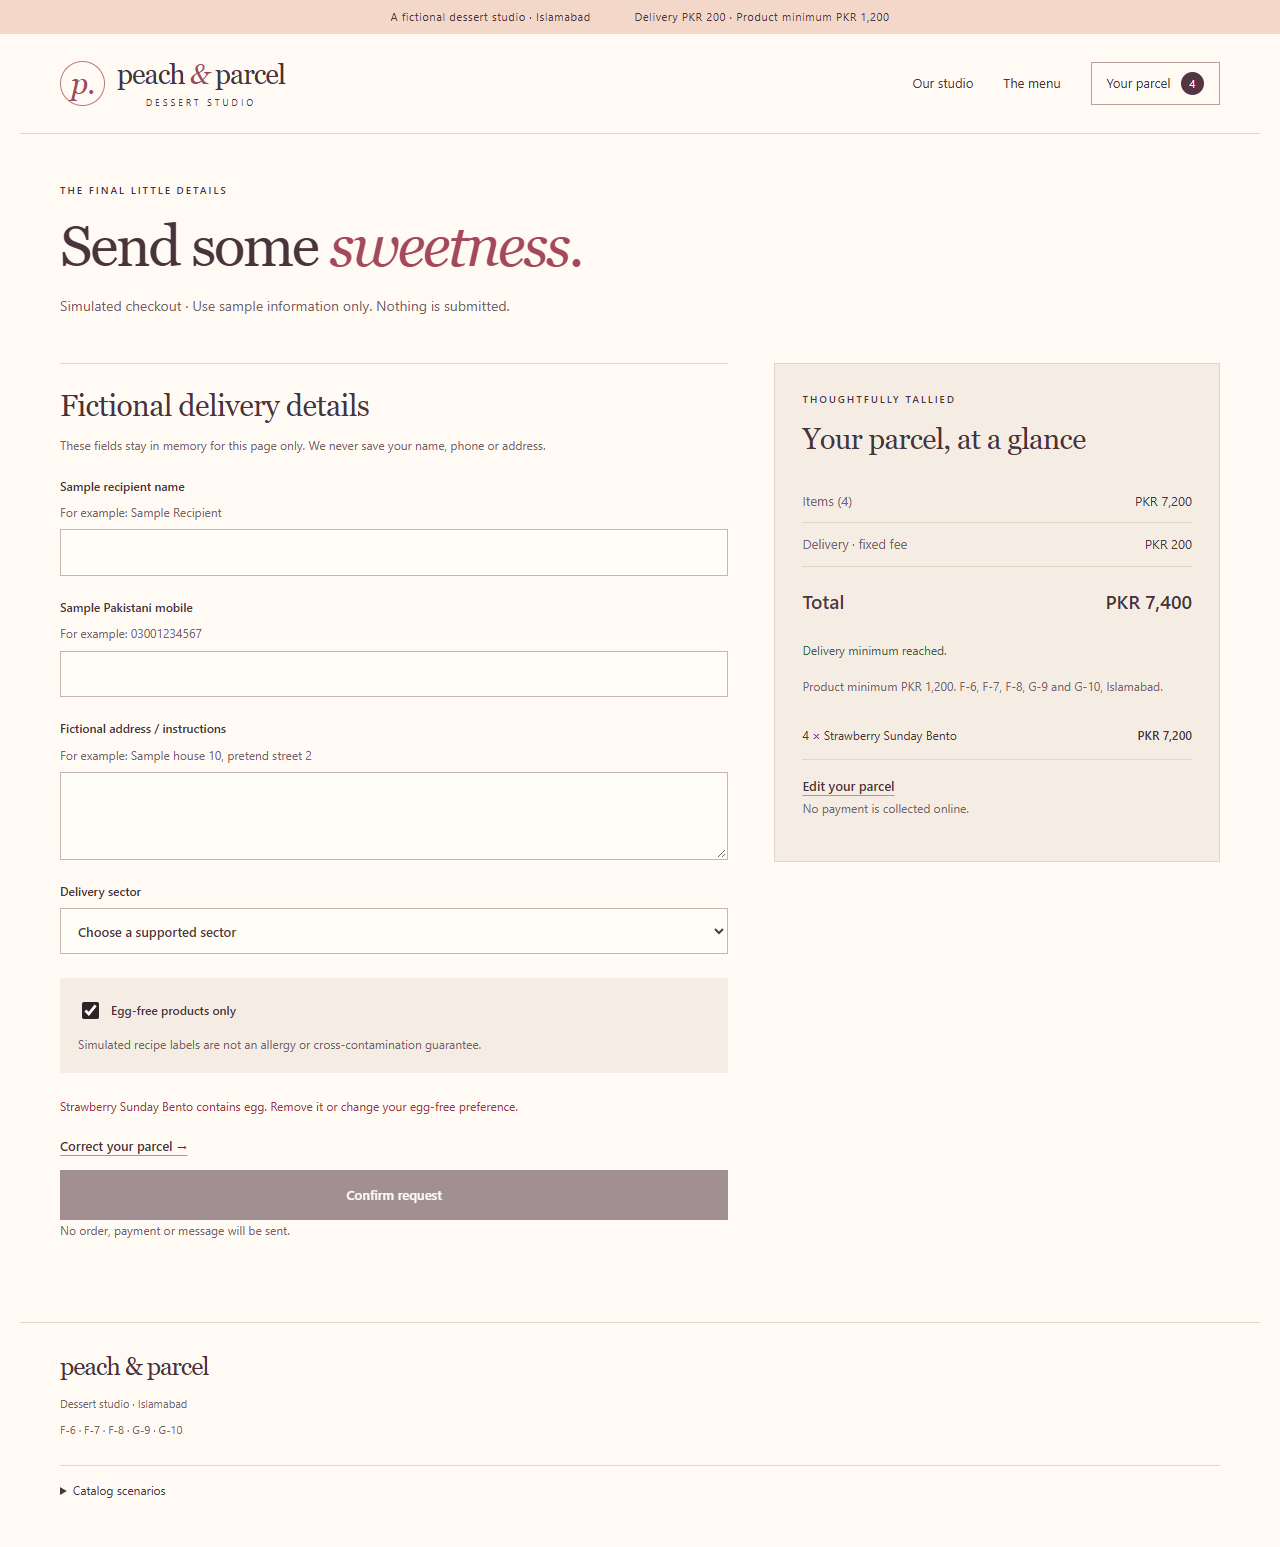 A fictional dessert studio · Islamabad
Delivery PKR 200 · Product minimum PKR 1,200
p.
peach & parcel
DESSERT STUDIO
Our studio
The menu
Your parcel 4
THE FINAL LITTLE DETAILS
Send some sweetness.
Simulated checkout · Use sample information only. Nothing is submitted.
Fictional delivery details
These fields stay in memory for this page only. We never save your name, phone or address.
Sample recipient name
For example: Sample Recipient
Sample Pakistani mobile
For example: 03001234567
Fictional address / instructions
For example: Sample house 10, pretend street 2
Delivery sector
Choose a supported sector
Egg-free products only
Simulated recipe labels are not an allergy or cross-contamination guarantee.
Strawberry Sunday Bento contains egg. Remove it or change your egg-free preference.
Correct your parcel →
Confirm request
No order, payment or message will be sent.
THOUGHTFULLY TALLIED
Your parcel, at a glance
Items (4) PKR 7,200
Delivery · fixed fee PKR 200
Total PKR 7,400
Delivery minimum reached.
Product minimum PKR 1,200. F-6, F-7, F-8, G-9 and G-10, Islamabad.
4 × Strawberry Sunday Bento PKR 7,200
Edit your parcel
No payment is collected online.
peach & parcel
Dessert studio · Islamabad
F-6 · F-7 · F-8 · G-9 · G-10
Catalog scenarios